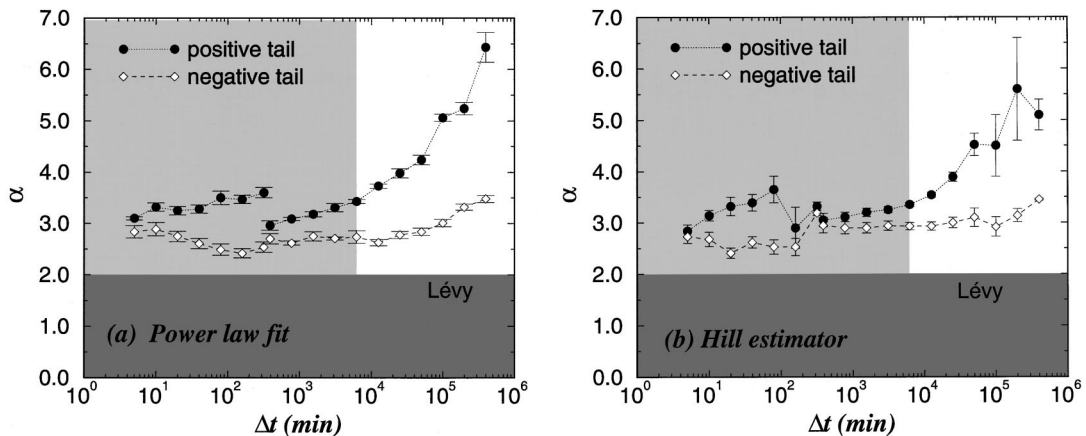 7.0
6.0
5.0
4.0
3.0
2.0
1.0
0.0
α
positive tail
negative tail
Lévy
(a) Power law fit
10^0 10^1 10^2 10^3 10^4 10^5 10^6
Δt (min)
7.0
6.0
5.0
4.0
3.0
2.0
1.0
0.0
α
positive tail
negative tail
Lévy
(b) Hill estimator
10^0 10^1 10^2 10^3 10^4 10^5 10^6
Δt (min)